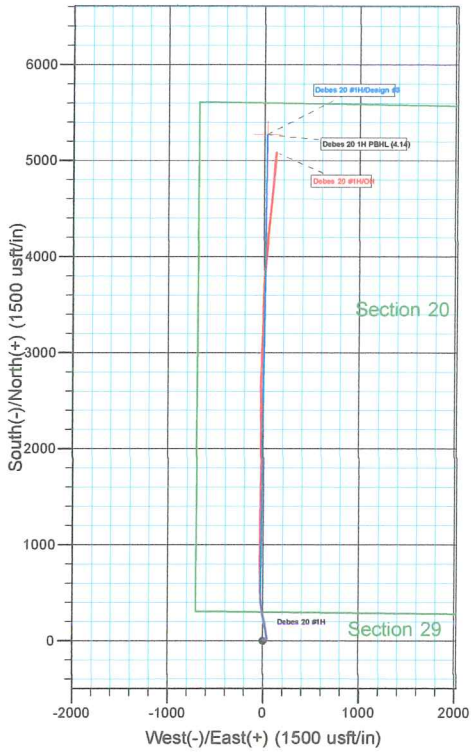 6000
Debes 20 #1H/Design #3
Debes 20 1H PBHL (4.14)
5000
Debes 20 #1H/OH
4000
Section 20
3000
South(-)/North(+) (1500 usft/in)
2000
1000
Debes 20 #1H
Section 29
0
-2000 -1000 0 1000 2000
West(-)/East(+) (1500 usft/in)